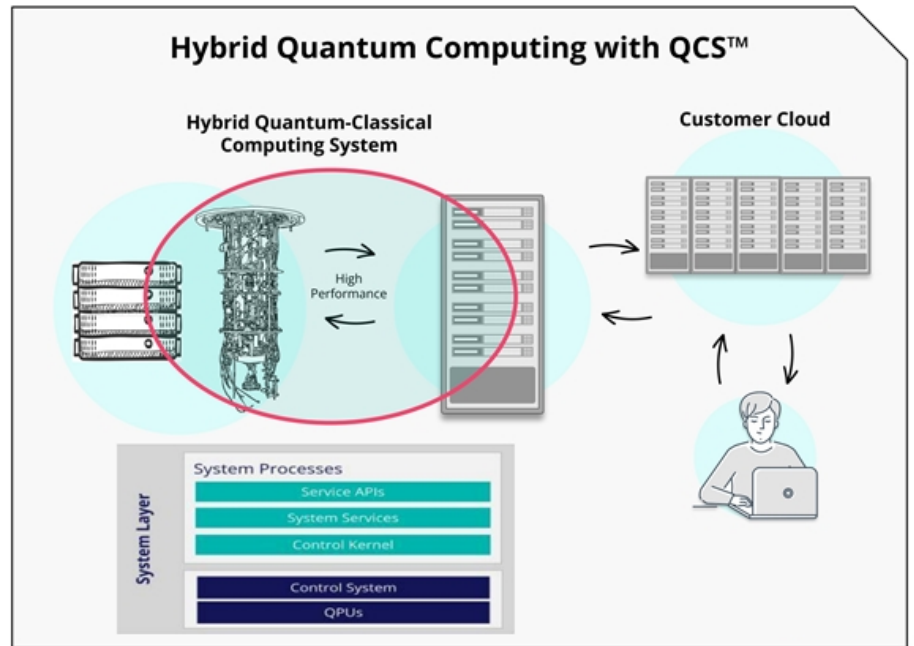 Hybrid Quantum Computing with QCS™
Hybrid Quantum-Classical
Computing System
Customer Cloud
High
Performance
System Layer
System Processes
Service APIs
System Services
Control Kernel
Control System
QPUs